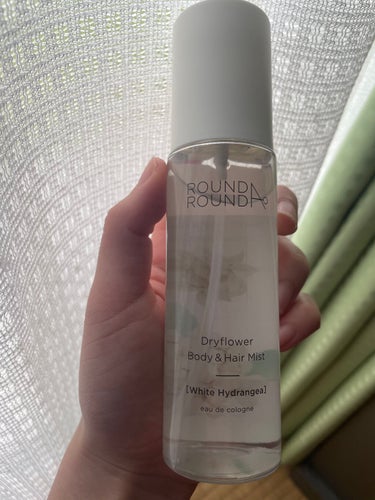 ROUND
ROUND
Dryflower
Body & Hair Mist
[White Hydrangea]
eau de cologne